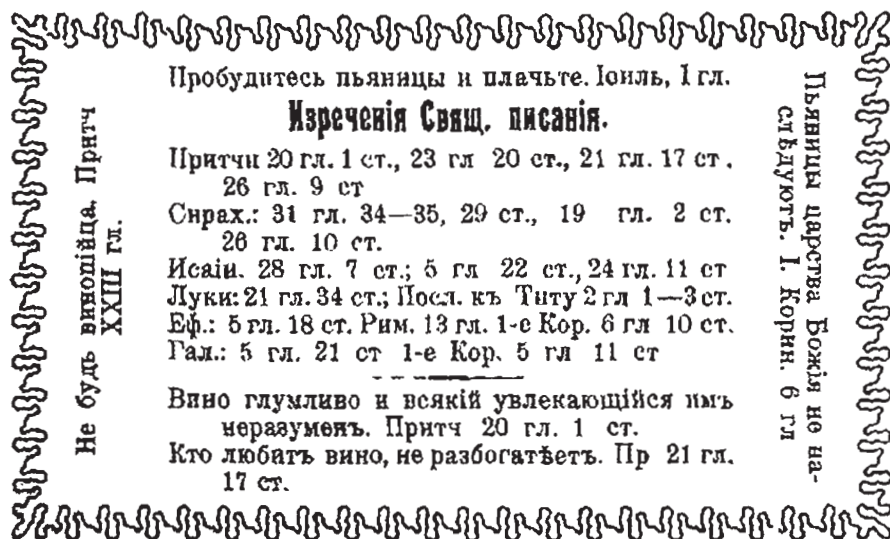 Пробудитесь пьяницы и плачьте. Іоиль, 1 гл.
Изреченія Свящ. писанія.
Притчи 20 гл. 1 ст., 23 гл 20 ст., 21 гл. 17 ст.
26 гл. 9 ст
Сирах.: 31 гл. 34—35, 29 ст., 19 гл. 2 ст.
26 гл. 10 ст.
Исаіи. 28 гл. 7 ст.; 5 гл 22 ст., 24 гл. 11 ст
Луки: 21 гл. 34 ст.; Посл. къ Титу 2 гл 1—3 ст.
Еф.: 5 гл. 18 ст. Рим. 13 гл. 1-е Кор. 6 гл 10 ст.
Гал.: 5 гл. 21 ст 1-е Кор. 5 гл 11 ст
Вино глумливо и всякій увлекающійся имъ
неразуменъ. Притч 20 гл. 1 ст.
Кто любатъ вино, не разбогатѣетъ. Пр 21 гл.
17 ст.
Не будь винопійца. Притч
XXIII гл.
Пьяницы царства Божія не на-
слѣдуютъ. I. Корин. 6 гл